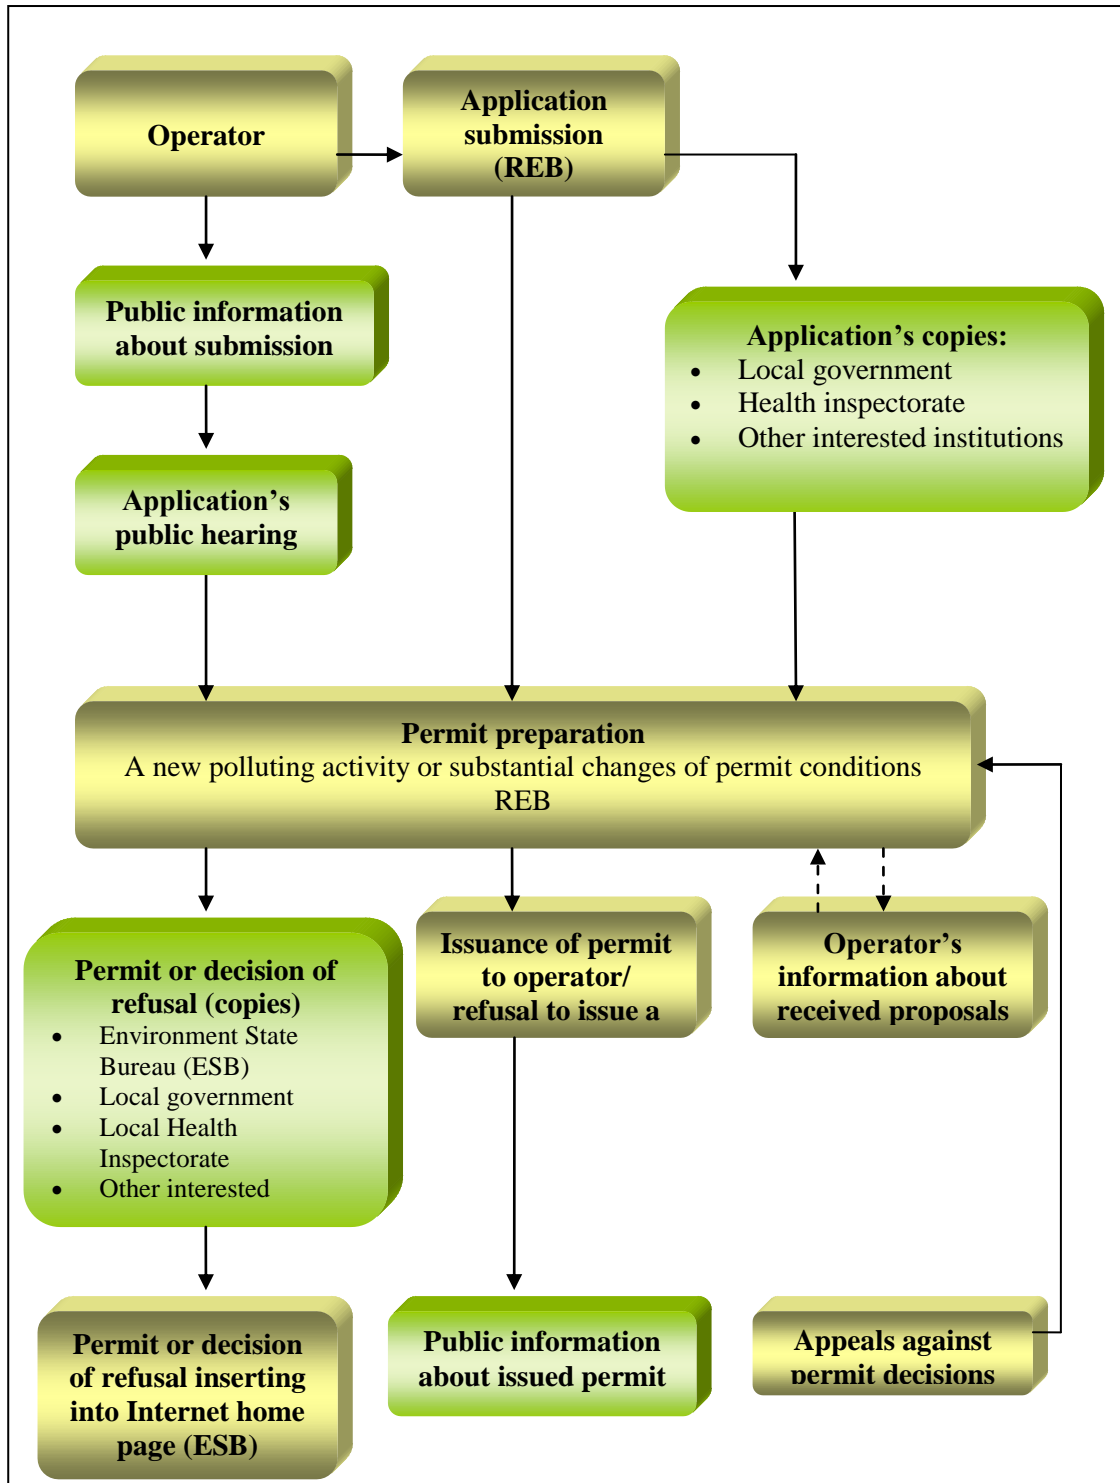 Operator
Application
submission
(REB)
Public information
about submission
Application’s copies:
• Local government
• Health inspectorate
• Other interested institutions
Application’s
public hearing
Permit preparation
A new polluting activity or substantial changes of permit conditions
REB
Permit or decision of
refusal (copies)
• Environment State
Bureau (ESB)
• Local government
• Local Health
Inspectorate
• Other interested
Issuance of permit
to operator/
refusal to issue a
Operator’s
information about
received proposals
Permit or decision
of refusal inserting
into Internet home
page (ESB)
Public information
about issued permit
Appeals against
permit decisions